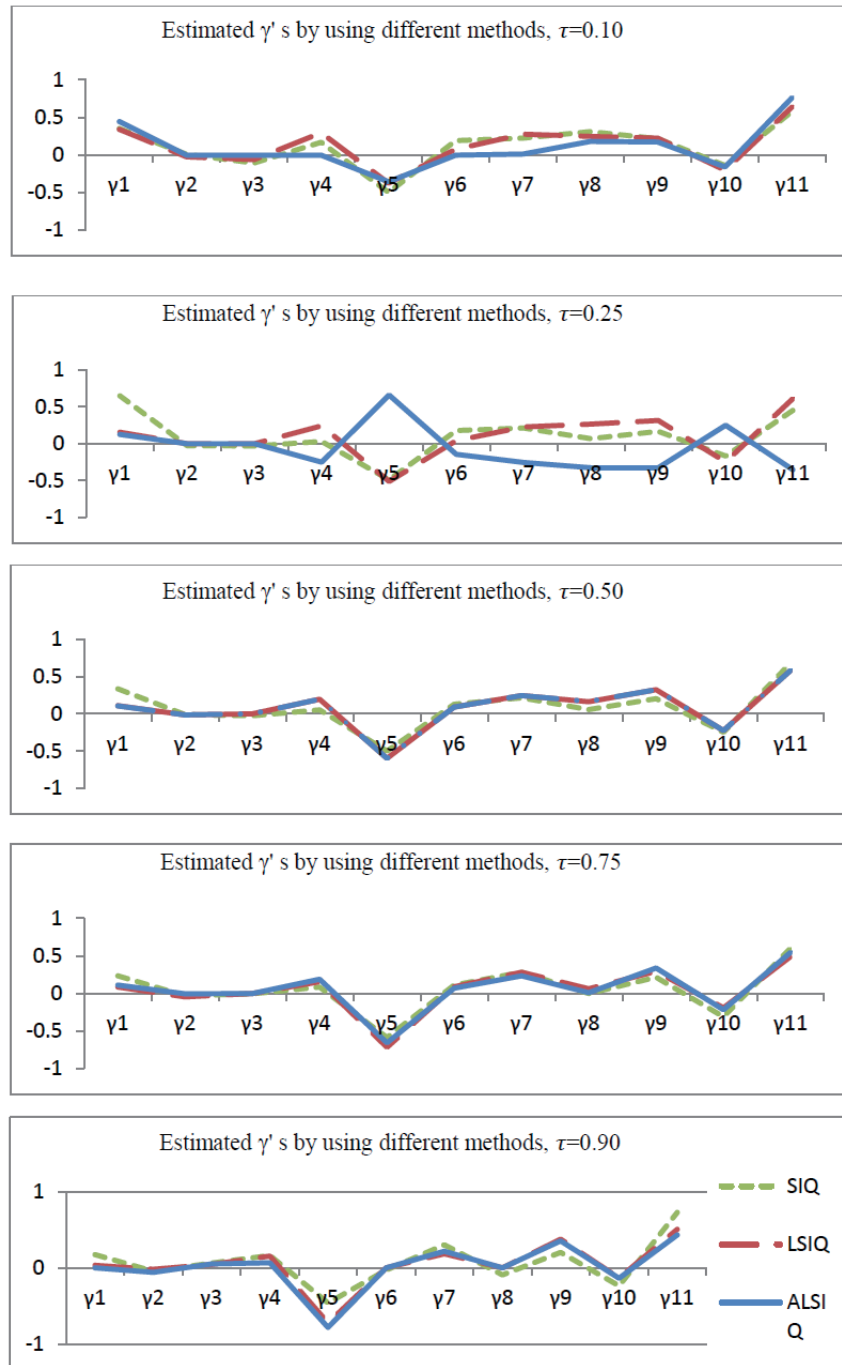 Estimated γ' s by using different methods, τ=0.10
1
0.5
0
-0.5
-1
γ1 γ2 γ3 γ4 γ5 γ6 γ7 γ8 γ9 γ10 γ11
Estimated γ' s by using different methods, τ=0.25
1
0.5
0
-0.5
-1
γ1 γ2 γ3 γ4 γ5 γ6 γ7 γ8 γ9 γ10 γ11
Estimated γ' s by using different methods, τ=0.50
1
0.5
0
-0.5
-1
γ1 γ2 γ3 γ4 γ5 γ6 γ7 γ8 γ9 γ10 γ11
Estimated γ' s by using different methods, τ=0.75
1
0.5
0
-0.5
-1
γ1 γ2 γ3 γ4 γ5 γ6 γ7 γ8 γ9 γ10 γ11
Estimated γ' s by using different methods, τ=0.90
1
0
-1
γ1 γ2 γ3 γ4 γ5 γ6 γ7 γ8 γ9 γ10 γ11
SIQ
LSIQ
ALSI
Q